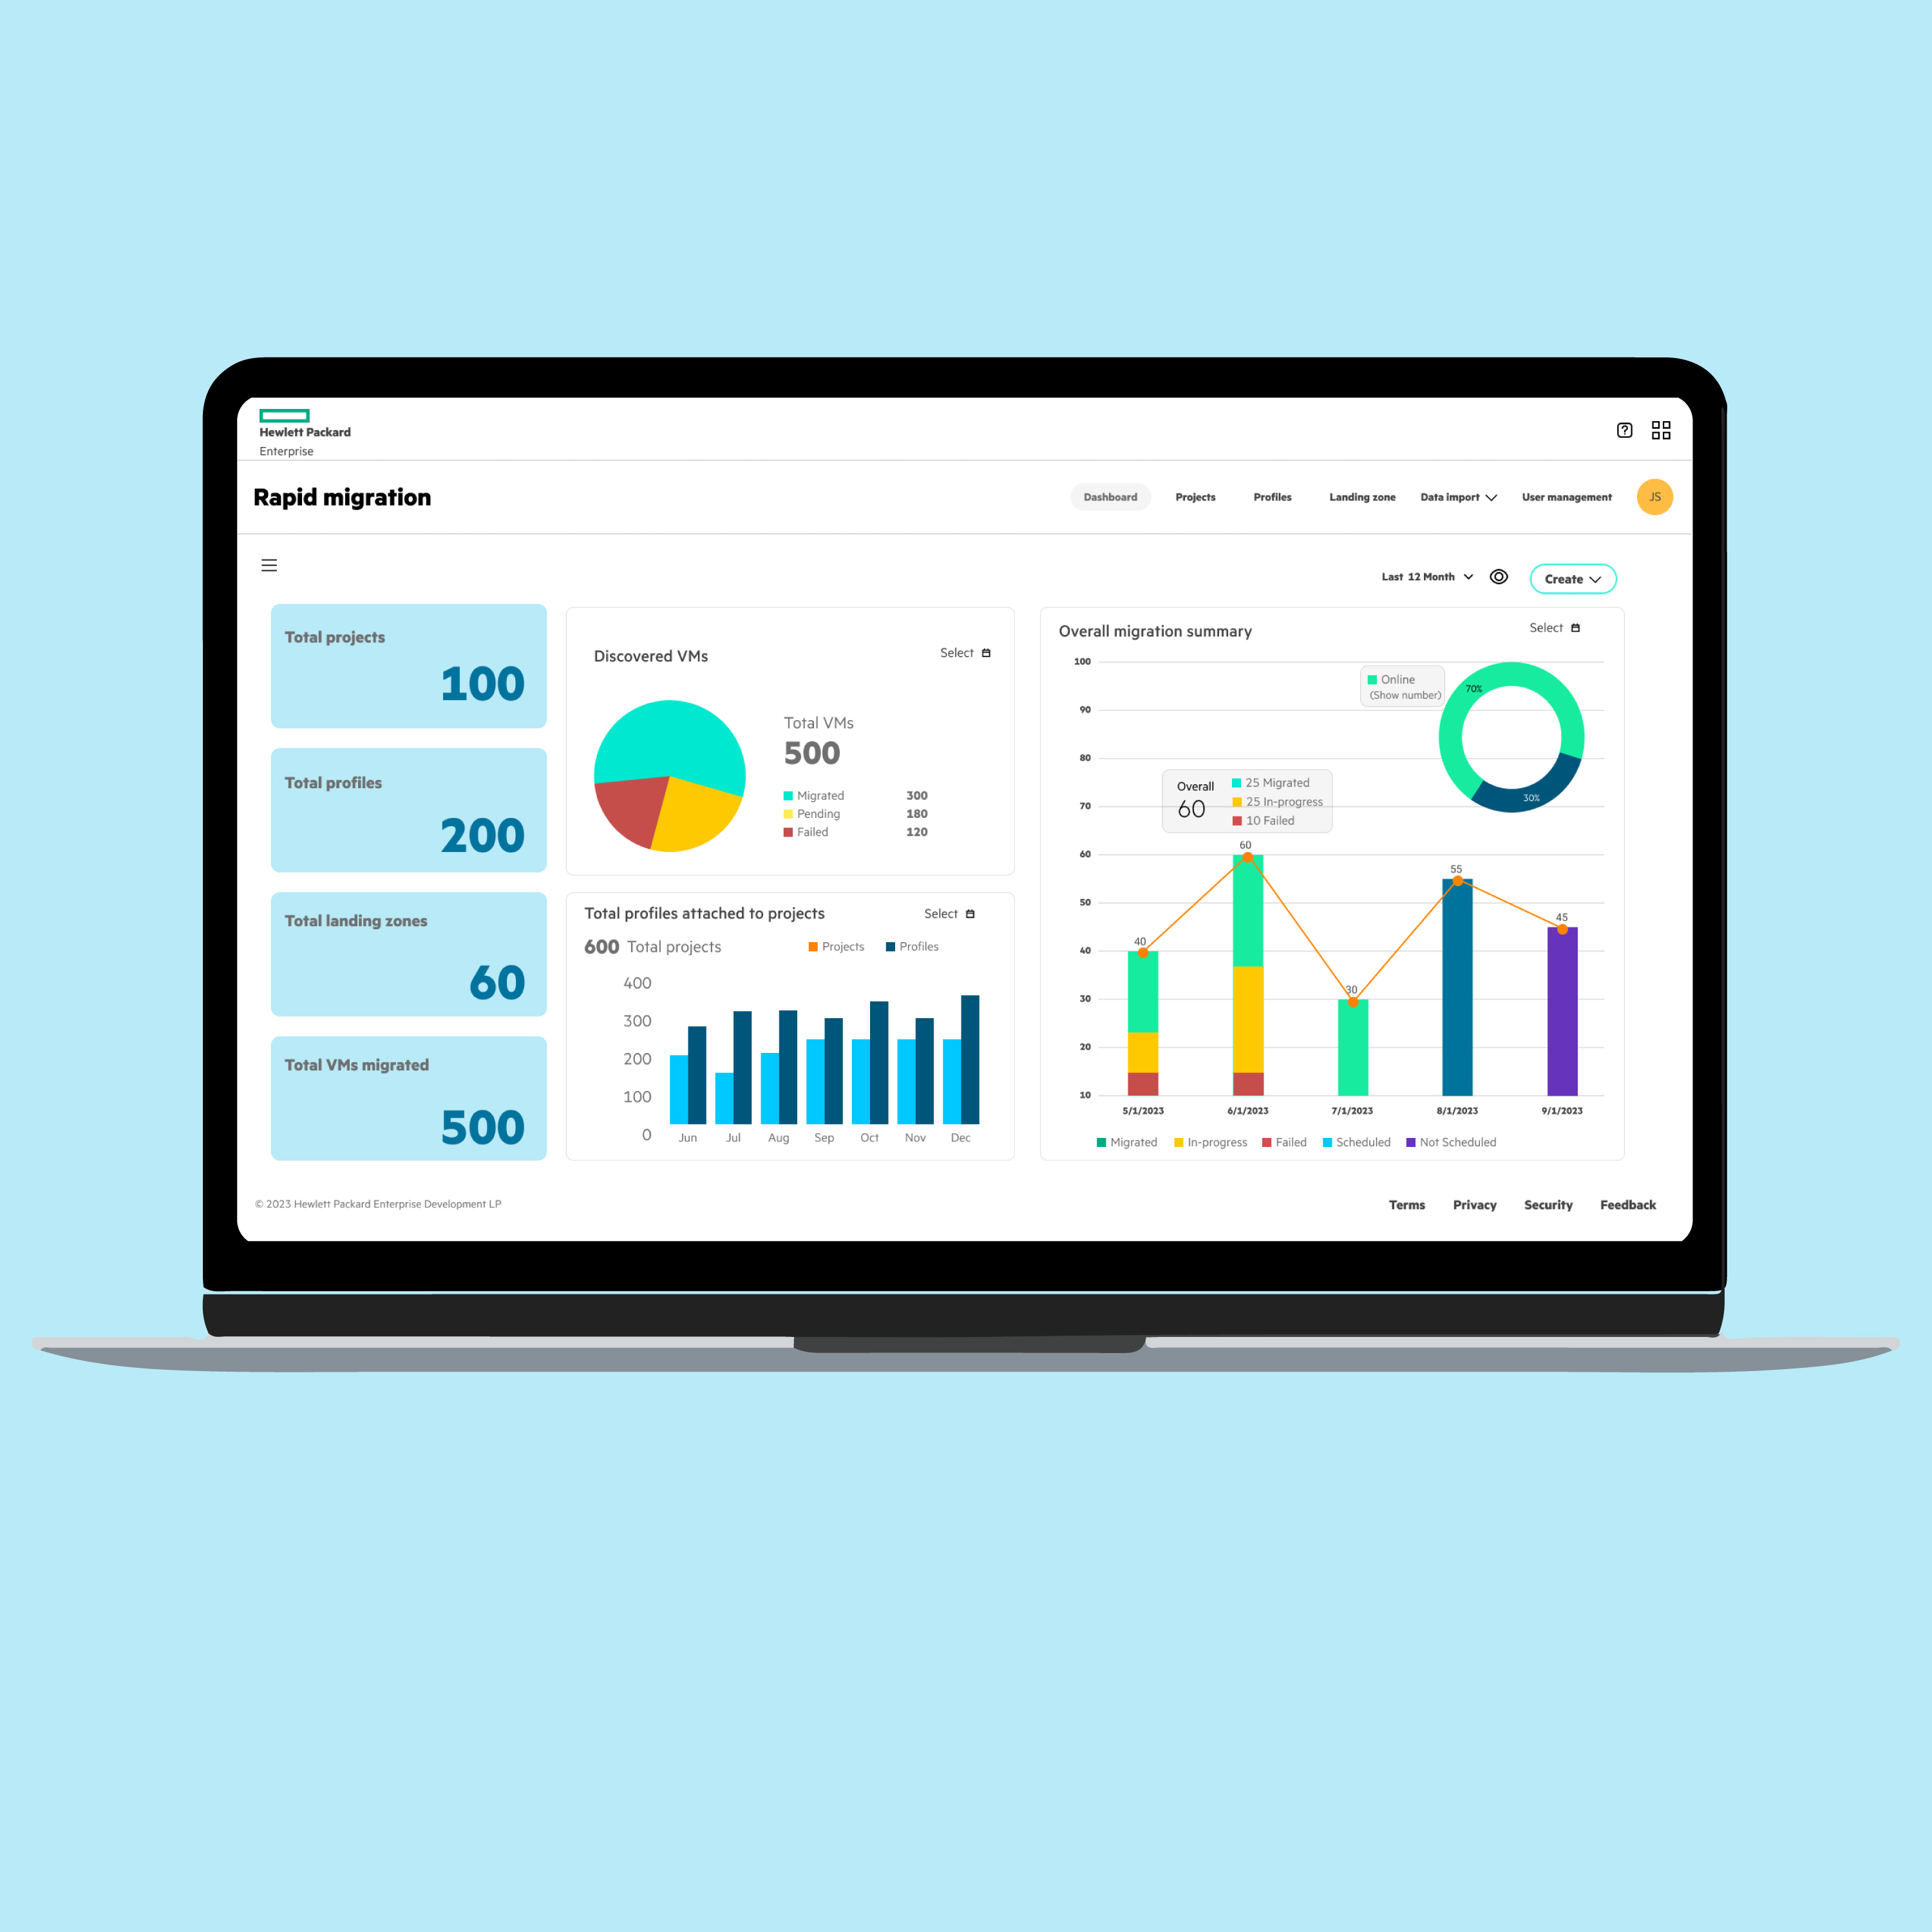 Hewlett Packard
Enterprise
Rapid migration
Dashboard
Projects
Profiles
Landing zone
Data import
User management
JS
Last 12 Month
Create
Total projects
100
Total profiles
200
Total landing zones
60
Total VMs migrated
500
Discovered VMs
Select
Total VMs
500
Migrated 300
Pending 180
Failed 120
Total profiles attached to projects
Select
600 Total projects
Projects
Profiles
400
300
200
100
0
Jun Jul Aug Sep Oct Nov Dec
Overall migration summary
Select
100
90
80
70
60
50
40
30
20
10
Online
(Show number)
70%
30%
Overall
60
25 Migrated
25 In-progress
10 Failed
40
60
30
55
45
5/1/2023 6/1/2023 7/1/2023 8/1/2023 9/1/2023
Migrated In-progress Failed Scheduled Not Scheduled
© 2023 Hewlett Packard Enterprise Development LP
Terms Privacy Security Feedback